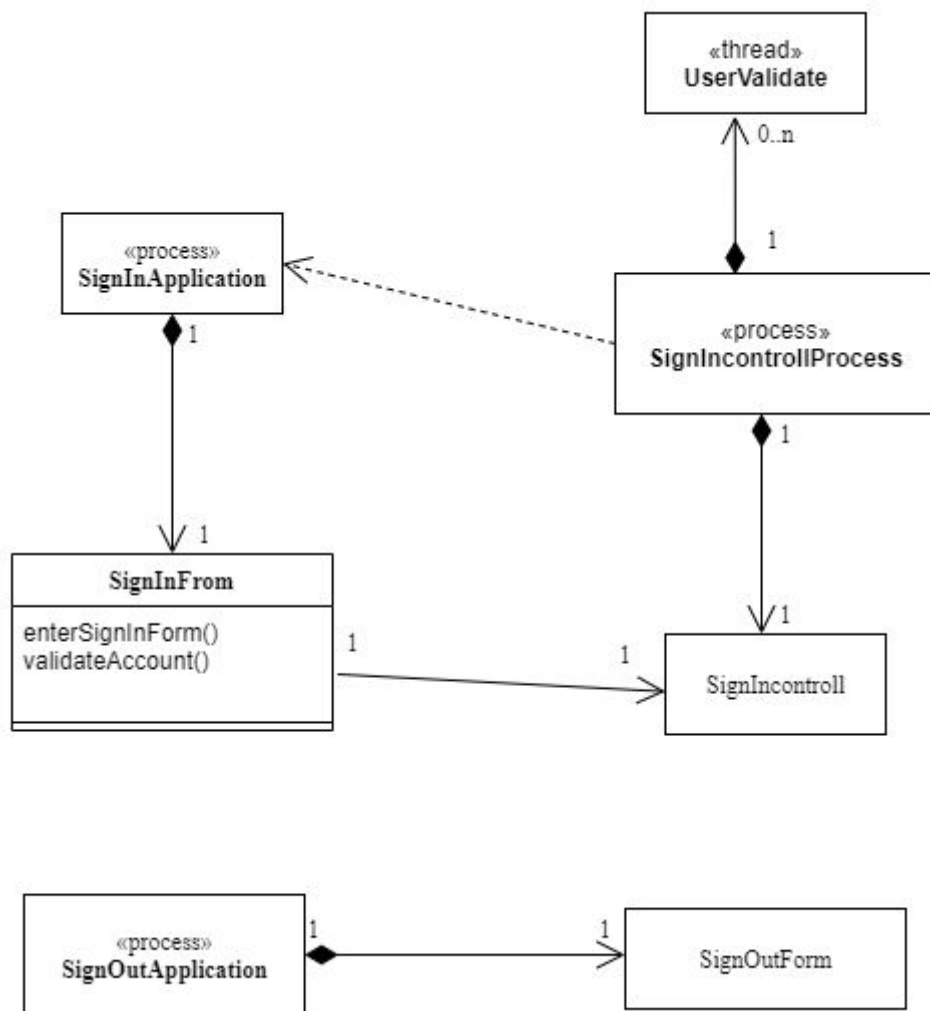 «thread»
UserValidate
0..n
1
«process»
SignInApplication
1
«process»
SignIncontrollProcess
1
1
SignInFrom
enterSignInForm()
validateAccount()
1
1
1
SignIncontroll
«process»
SignOutApplication
1
1
SignOutForm